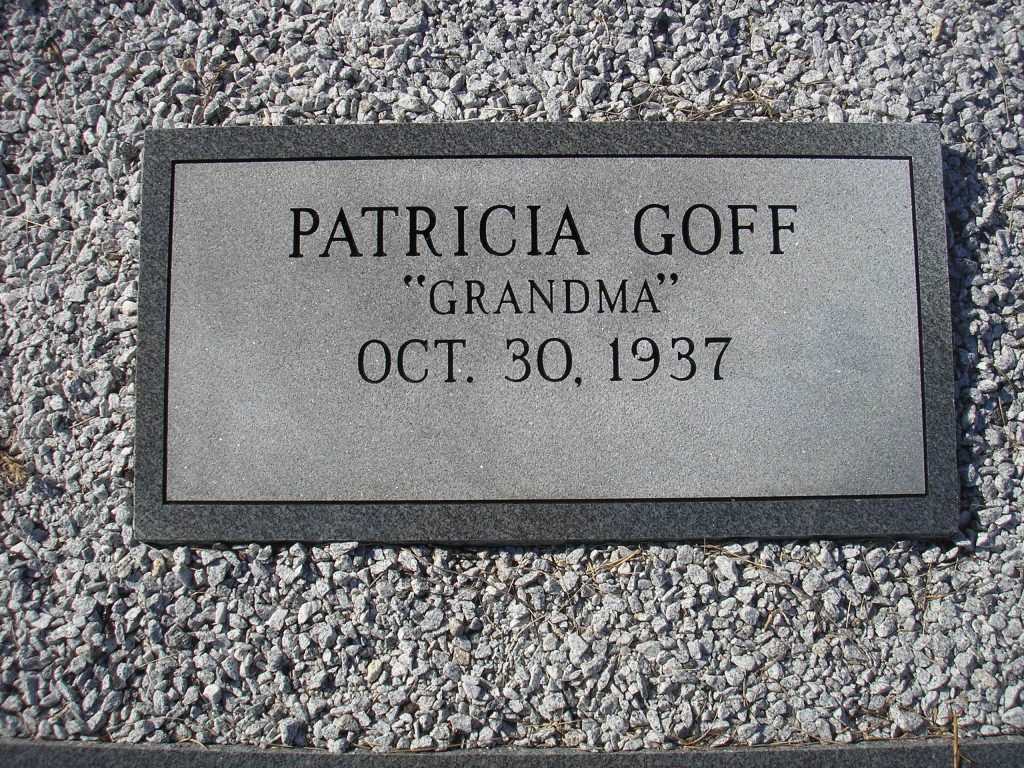 PATRICIA GOFF
“GRANDMA”
OCT. 30, 1937